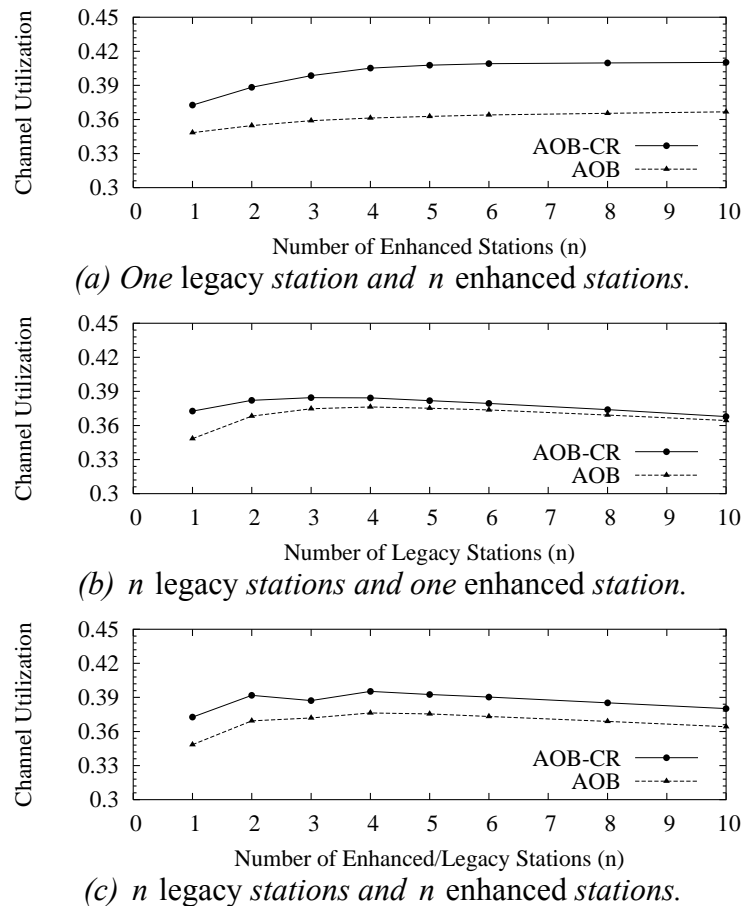 0.45
0.42
0.39
0.36
0.33
0.3
Channel Utilization
AOB-CR
AOB
0 1 2 3 4 5 6 7 8 9 10
Number of Enhanced Stations (n)
(a) One legacy station and n enhanced stations.
0.45
0.42
0.39
0.36
0.33
0.3
Channel Utilization
AOB-CR
AOB
0 1 2 3 4 5 6 7 8 9 10
Number of Legacy Stations (n)
(b) n legacy stations and one enhanced station.
0.45
0.42
0.39
0.36
0.33
0.3
Channel Utilization
AOB-CR
AOB
0 1 2 3 4 5 6 7 8 9 10
Number of Enhanced/Legacy Stations (n)
(c) n legacy stations and n enhanced stations.